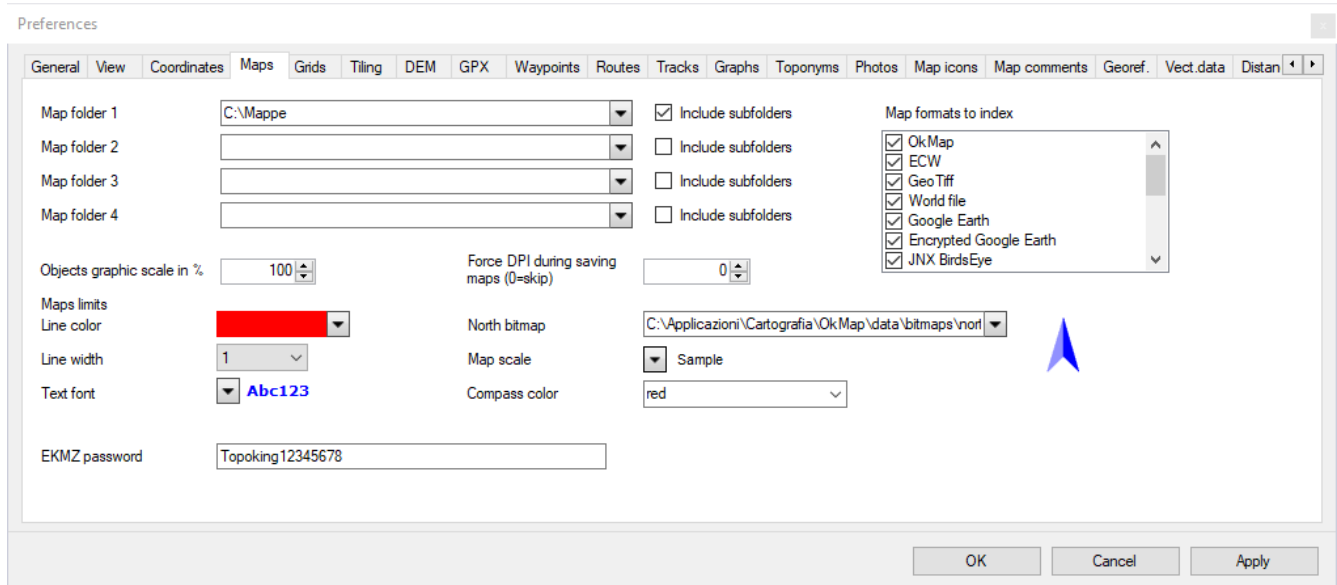 Preferences
x
General View Coordinates Maps Grids Tiling DEM GPX Waypoints Routes Tracks Graphs Toponyms Photos Map icons Map comments Georef. Vect.data Distan
Map folder 1 C:\Mappe Include subfolders Map formats to index
Map folder 2 Include subfolders
Map folder 3 Include subfolders
Map folder 4 Include subfolders
OkMap
ECW
GeoTiff
World file
Google Earth
Encrypted Google Earth
JNX BirdsEye
Objects graphic scale in % 100 Force DPI during saving
maps (0=skip) 0
Maps limits
Line color North bitmap C:\Applicazioni\Cartografia\OkMap\data\bitmaps\nort
Line width 1 Map scale Sample
Text font Abc123 Compass color red
EKMZ password Topoking12345678
OK Cancel Apply